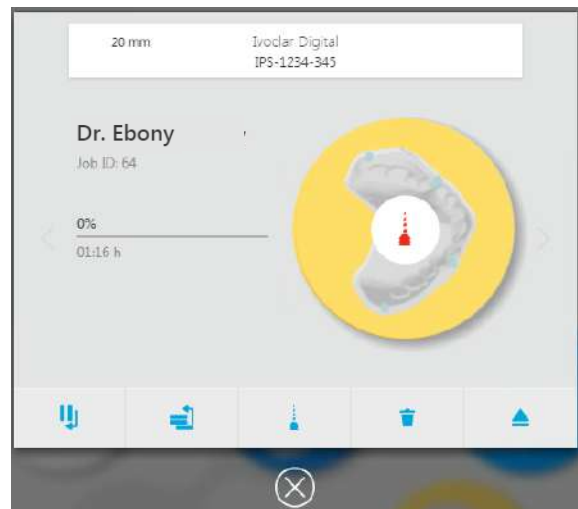 20 mm
Ivoclar Digital
IPS-1234-345
Dr. Ebony
Job ID: 64
0%
01:16 h